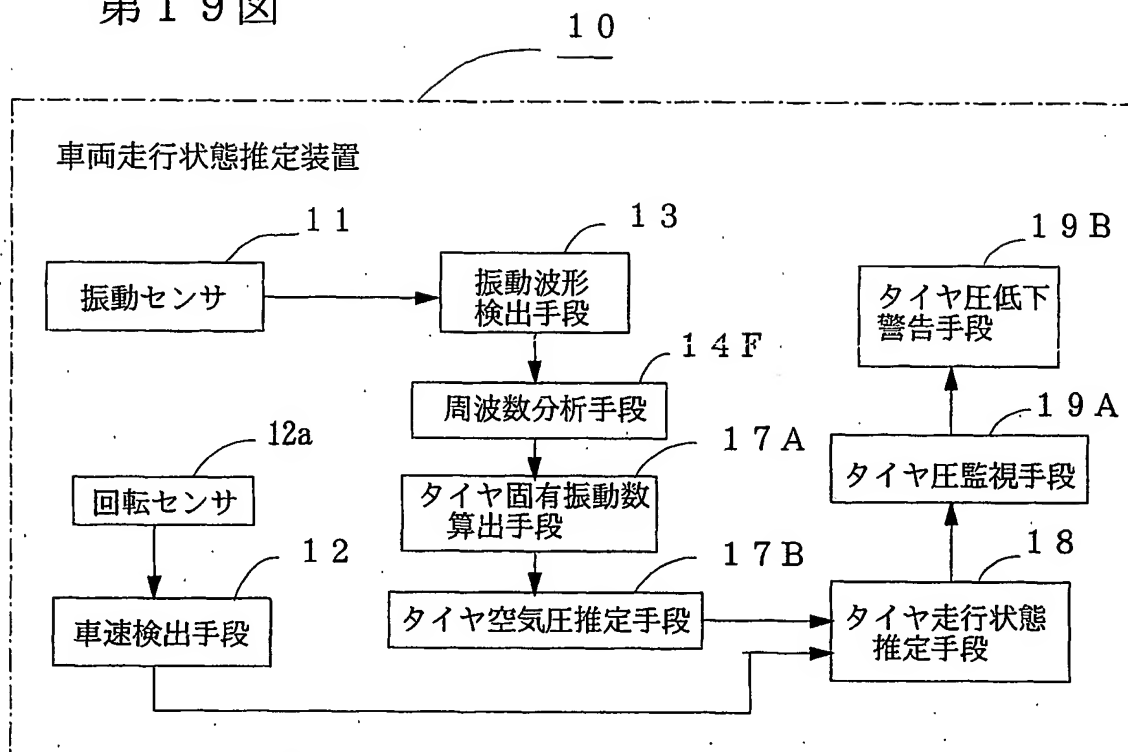 第19図
10
車両走行状態推定装置
11
振動センサ
13
振動波形
検出手段
14F
周波数分析手段
17A
タイヤ固有振動数
算出手段
17B
タイヤ空気圧推定手段
12a
回転センサ
12
車速検出手段
19B
タイヤ圧低下
警告手段
19A
タイヤ圧監視手段
18
タイヤ走行状態
推定手段